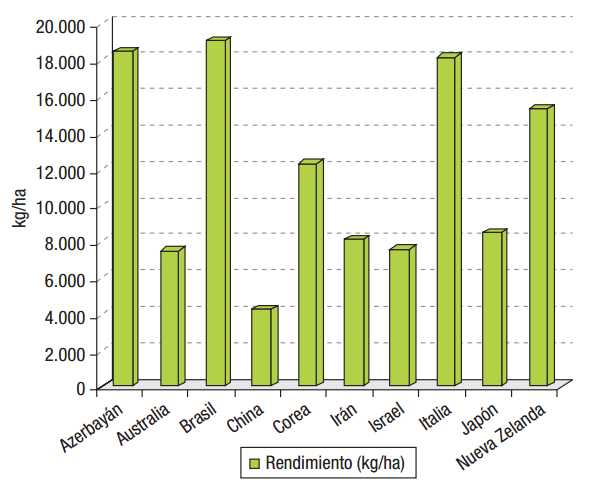 20.000
18.000
16.000
14.000
12.000
10.000
8.000
6.000
4.000
2.000
0
kg/ha
Azerbayán
Australia
Brasil
China
Corea
Irán
Israel
Italia
Japón
Nueva Zelanda
Rendimiento (kg/ha)